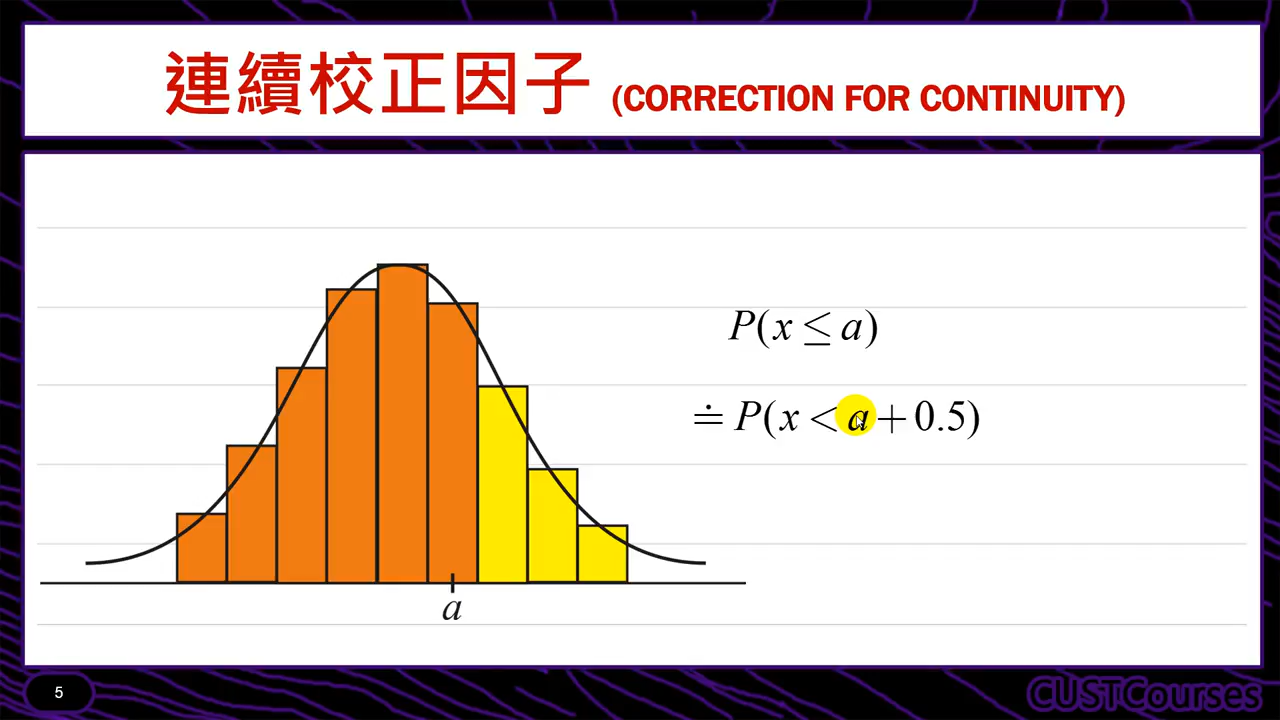 連續校正因子 (CORRECTION FOR CONTINUITY)
P(x ≤ a)
≐ P(x < a + 0.5)
a
5
CUSTCourses